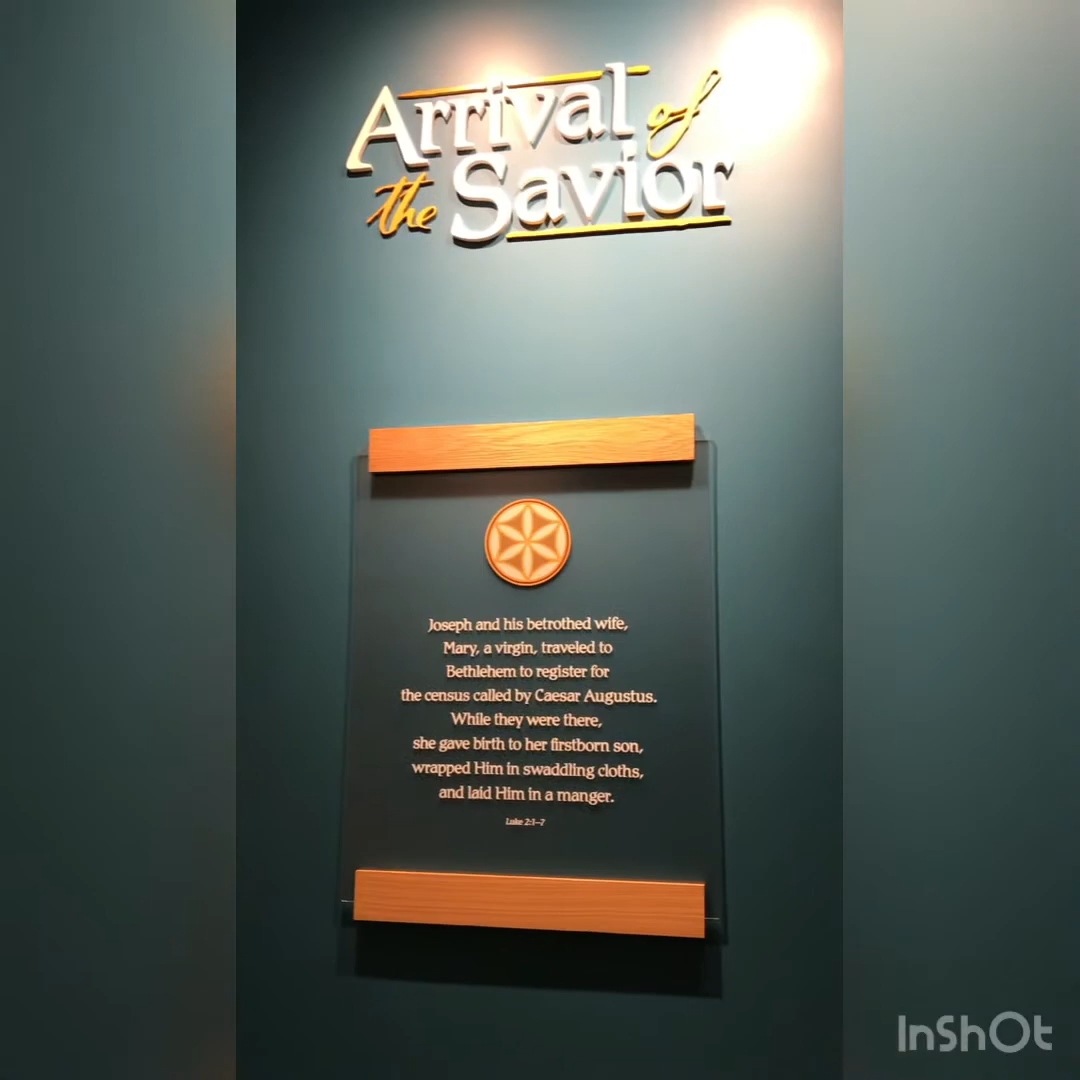 Arrival of
the Savior
Joseph and his betrothed wife,
Mary, a virgin, traveled to
Bethlehem to register for
the census called by Caesar Augustus.
While they were there,
she gave birth to her firstborn son,
wrapped Him in swaddling cloths,
and laid Him in a manger.
Luke 2:1–7
InShOt